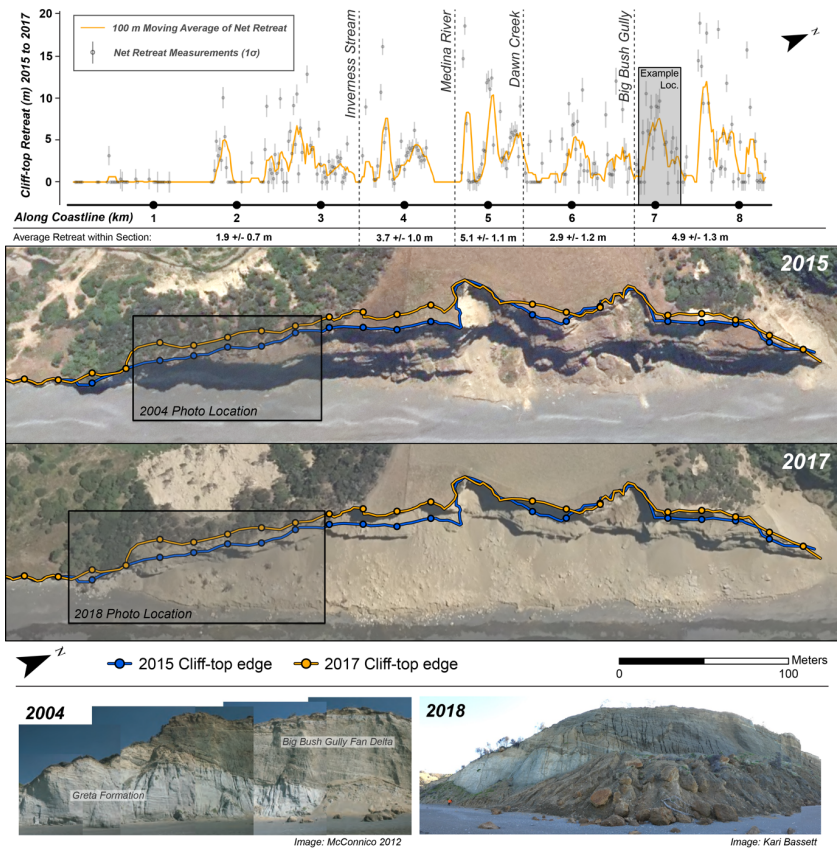 20
15
10
5
0
Cliff-top Retreat (m) 2015 to 2017
100 m Moving Average of Net Retreat
Net Retreat Measurements (1σ)
Inverness Stream
Medina River
Dawn Creek
Big Bush Gully
Example
Loc.
N
Along Coastline (km) 1 2 3 4 5 6 7 8
Average Retreat within Section: 1.9 +/- 0.7 m 3.7 +/- 1.0 m 5.1 +/- 1.1 m 2.9 +/- 1.2 m 4.9 +/- 1.3 m
2015
2004 Photo Location
2017
2018 Photo Location
N
2015 Cliff-top edge 2017 Cliff-top edge
Meters
0 100
2004
Big Bush Gully Fan Delta
Greta Formation
Image: McConnico 2012
2018
Image: Kari Bassett